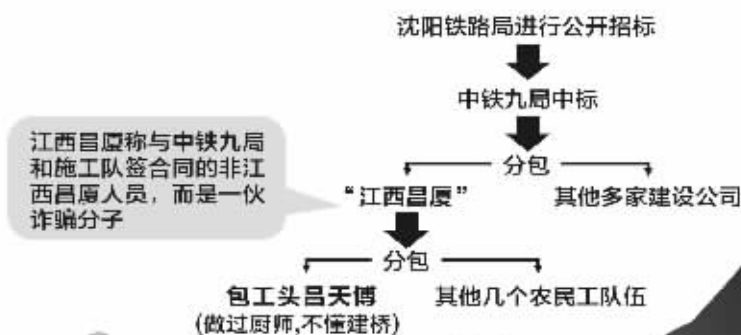 沈阳铁路局进行公开招标
中铁九局中标
江西昌厦称与中铁九局
和施工队签合同的非江
西昌厦人员，而是一伙
诈骗分子
分包
“江西昌厦”
其他多家建设公司
分包
包工头吕天博
其他几个农民工队伍
(做过厨师,不懂建桥)